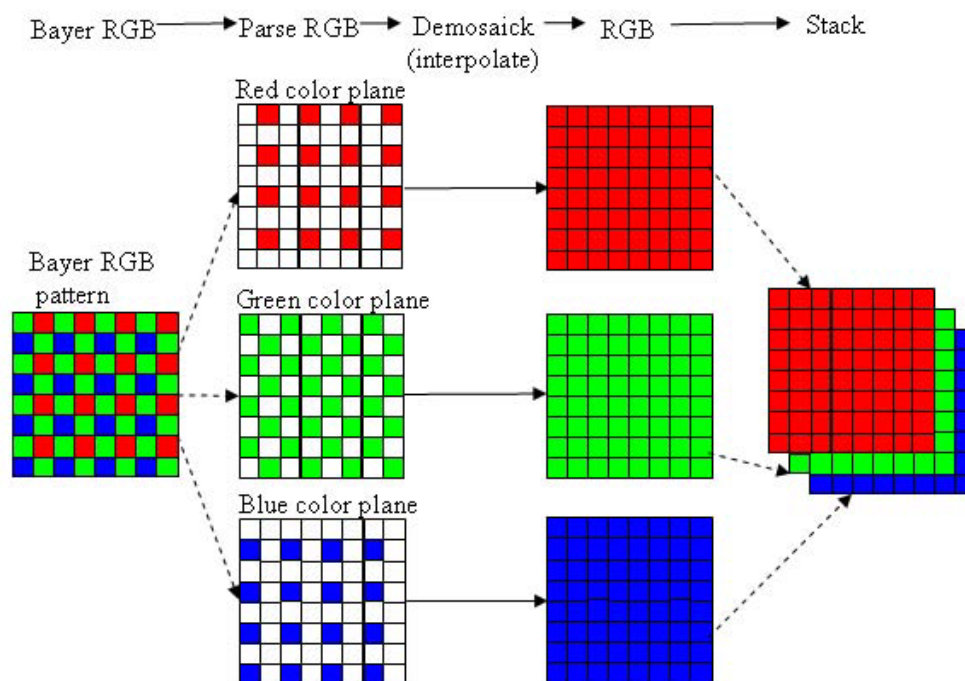 Bayer RGB Parse RGB Demosaick RGB Stack
(interpolate)
Red color plane
Bayer RGB
pattern
Green color plane
Blue color plane